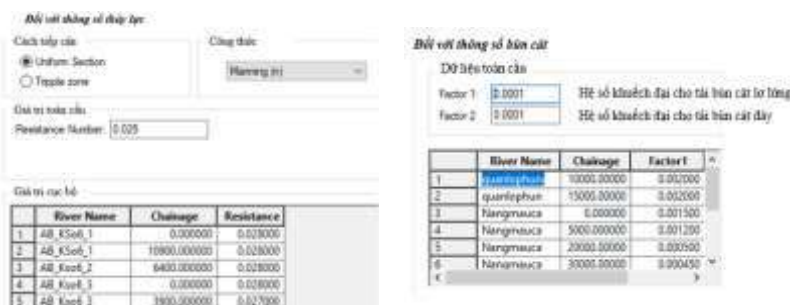 Đối với thông số thủy lực
Cách tiếp cận
Uniform Section
Tripple zone
Công thức
Manning (n)
Giá trị toàn cầu
Resistance Number: 0.025
Giá trị cục bộ
River Name Chainage Resistance
1 AB_KSo6_1 0.000000 0.028000
2 AB_KSo6_1 10900.000000 0.028000
3 AB_Kso6_2 6400.000000 0.028000
4 AB_Kso6_3 0.000000 0.028000
5 AB_Kso6_3 3900.000000 0.027000
Đối với thông số bùn cát
Dữ liệu toàn cầu
Factor 1 0.0001 Hệ số khuếch đại cho tải bùn cát lơ lửng
Factor 2 0.0001 Hệ số khuếch đại cho tải bùn cát đáy
River Name Chainage Factor1
1 quanlophun 10000.00000 0.002000
2 quanlophun 15000.00000 0.002000
3 Nangmauca 0.000000 0.001500
4 Nangmauca 5000.000000 0.001200
5 Nangmauca 20000.00000 0.000500
6 Nangmauca 30000.00000 0.000450